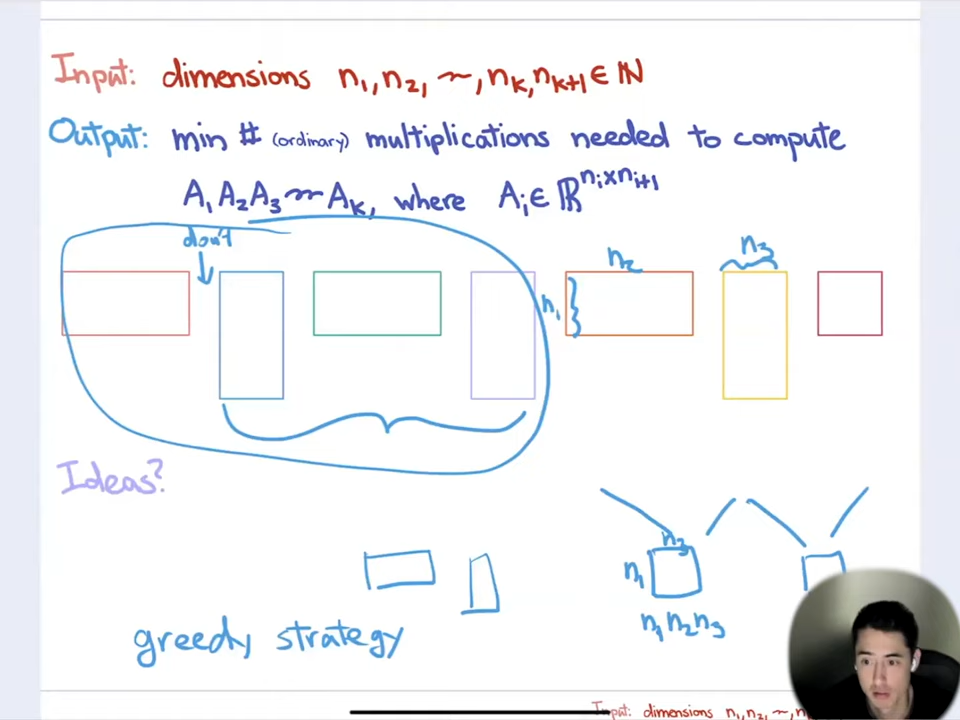 Input: dimensions n₁, n₂, ~, nₖ, nₖ₊₁ ∈ ℕ
Output: min # (ordinary) multiplications needed to compute
A₁A₂A₃~Aₖ, where Aᵢ ∈ ℝ^{nᵢ×nᵢ₊₁}
don't
n₂
n₃
n₁
Ideas?
n₃
n₁
n₁n₂n₃
greedy strategy
Input: dimensions n₁, n₂, ~, n